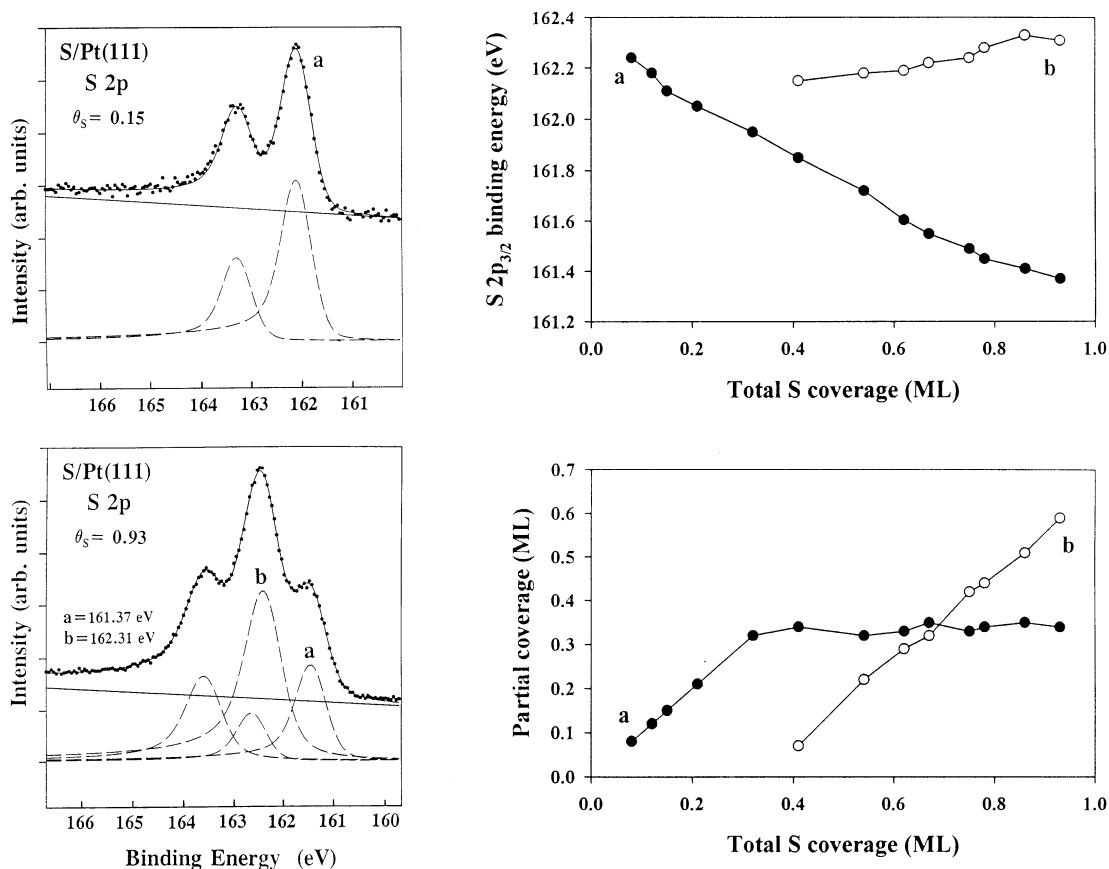 S/Pt(111)
S 2p
θS = 0.15
a
Intensity (arb. units)
166 165 164 163 162 161
S/Pt(111)
S 2p
θS = 0.93
a=161.37 eV
b=162.31 eV
b
a
Intensity (arb. units)
166 165 164 163 162 161 160
Binding Energy (eV)
162.4
162.2
162.0
161.8
161.6
161.4
161.2
a
b
S 2p3/2 binding energy (eV)
0.0 0.2 0.4 0.6 0.8 1.0
Total S coverage (ML)
0.7
0.6
0.5
0.4
0.3
0.2
0.1
0.0
b
a
Partial coverage (ML)
0.0 0.2 0.4 0.6 0.8 1.0
Total S coverage (ML)